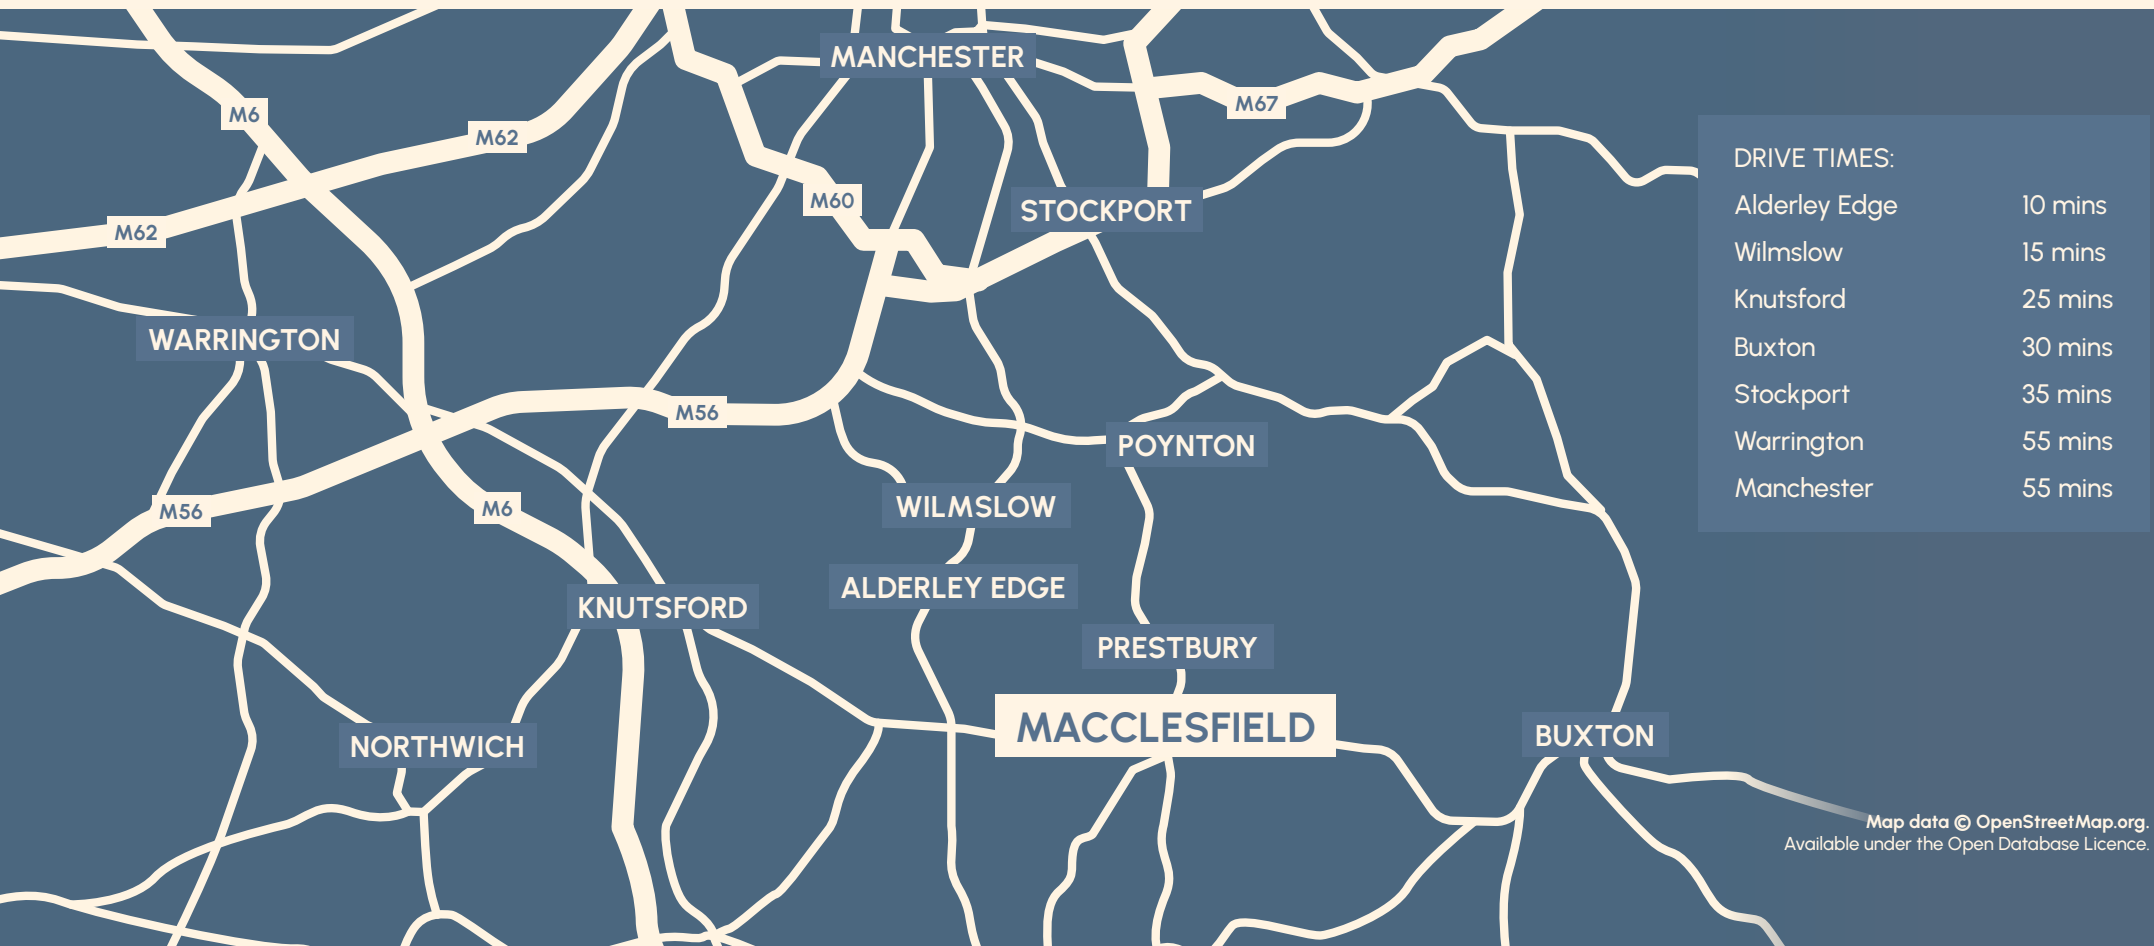 MANCHESTER
M6
M67
M62
M60
STOCKPORT
M62
WARRINGTON
M56
POYNTON
M56
M6
WILMSLOW
ALDERLEY EDGE
KNUTSFORD
PRESTBURY
MACCLESFIELD
BUXTON
NORTHWICH
DRIVE TIMES:
Alderley Edge 10 mins
Wilmslow 15 mins
Knutsford 25 mins
Buxton 30 mins
Stockport 35 mins
Warrington 55 mins
Manchester 55 mins
Map data © OpenStreetMap.org.
Available under the Open Database Licence.